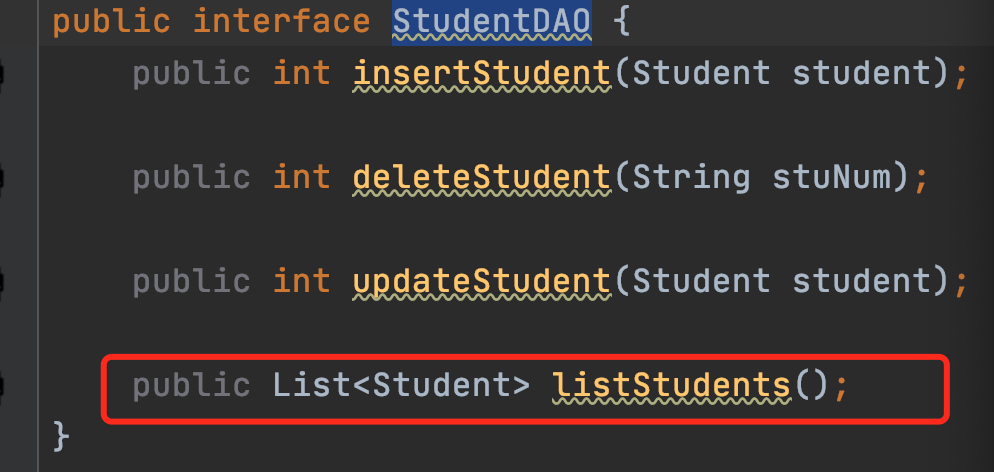 public interface StudentDAO {
public int insertStudent(Student student);
public int deleteStudent(String stuNum);
public int updateStudent(Student student);
public List<Student> listStudents();
}